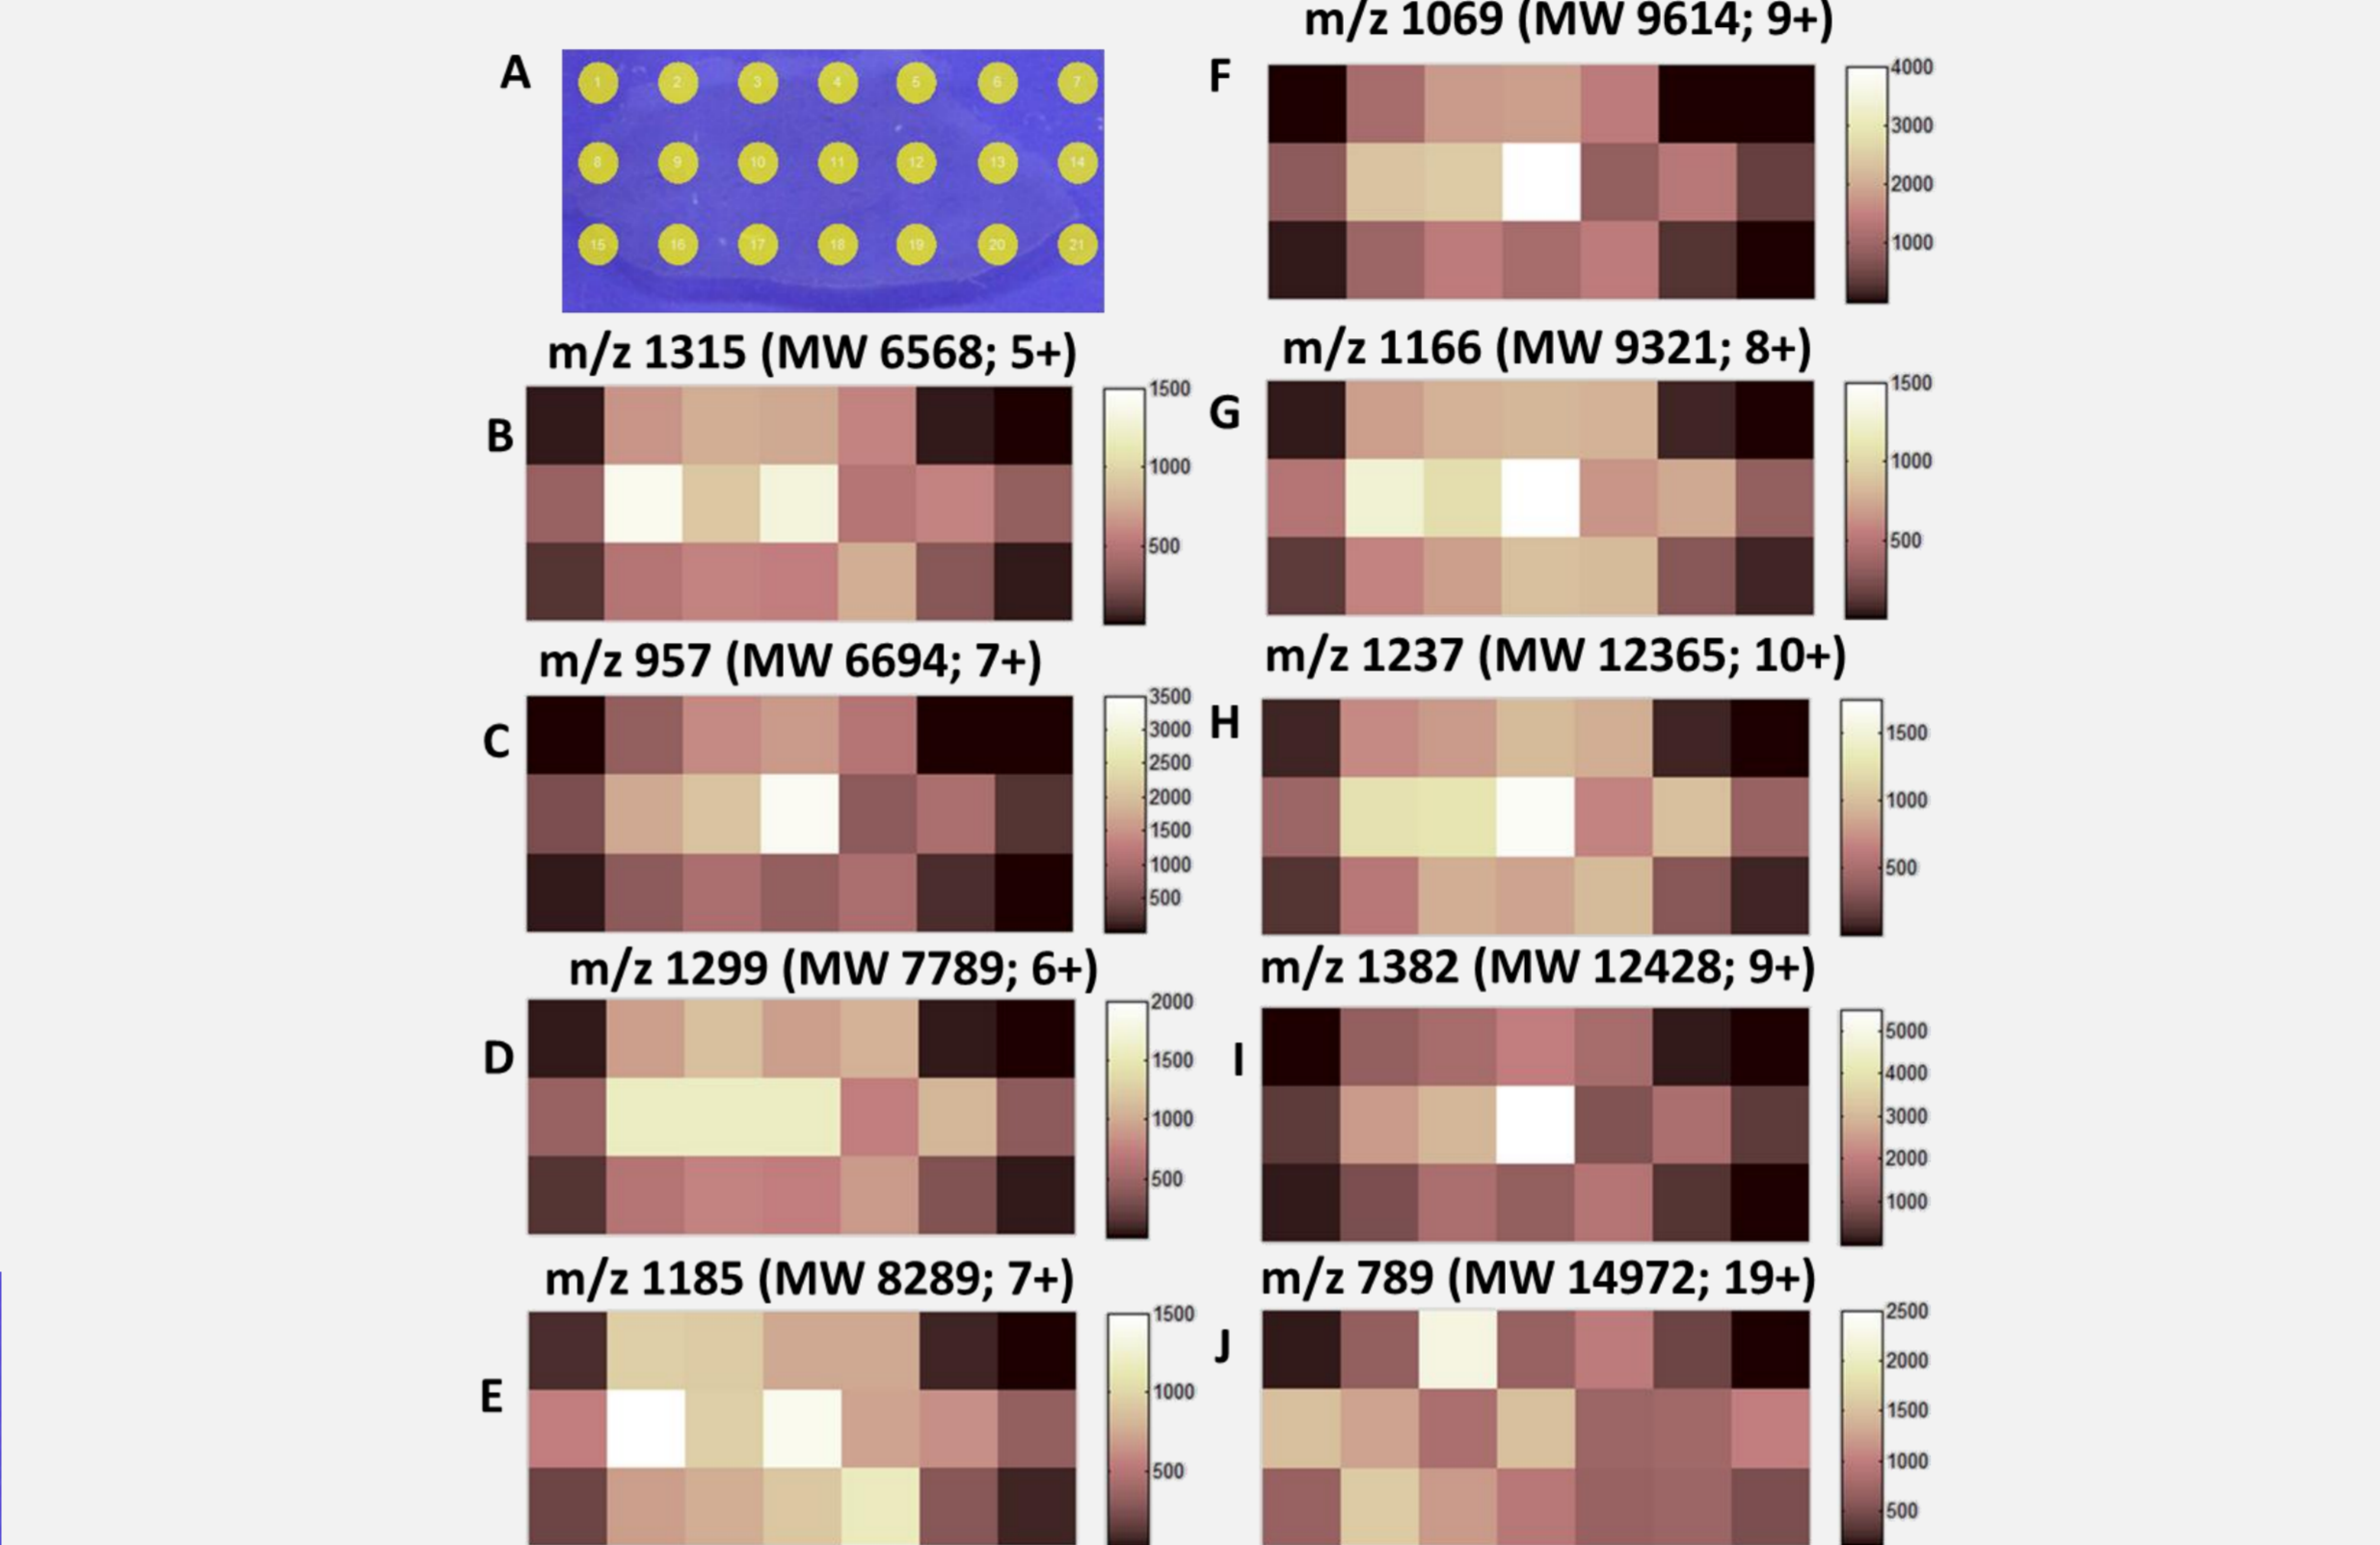 A
1 2 3 4 5 6 7
8 9 10 11 12 13 14
15 16 17 18 19 20 21
m/z 1315 (MW 6568; 5+)
B
1500
1000
500
m/z 957 (MW 6694; 7+)
C
3500
3000
2500
2000
1500
1000
500
m/z 1299 (MW 7789; 6+)
D
2000
1500
1000
500
m/z 1185 (MW 8289; 7+)
E
1500
1000
500
m/z 1069 (MW 9614; 9+)
F
4000
3000
2000
1000
m/z 1166 (MW 9321; 8+)
G
1500
1000
500
m/z 1237 (MW 12365; 10+)
H
1500
1000
500
m/z 1382 (MW 12428; 9+)
I
5000
4000
3000
2000
1000
m/z 789 (MW 14972; 19+)
J
2500
2000
1500
1000
500